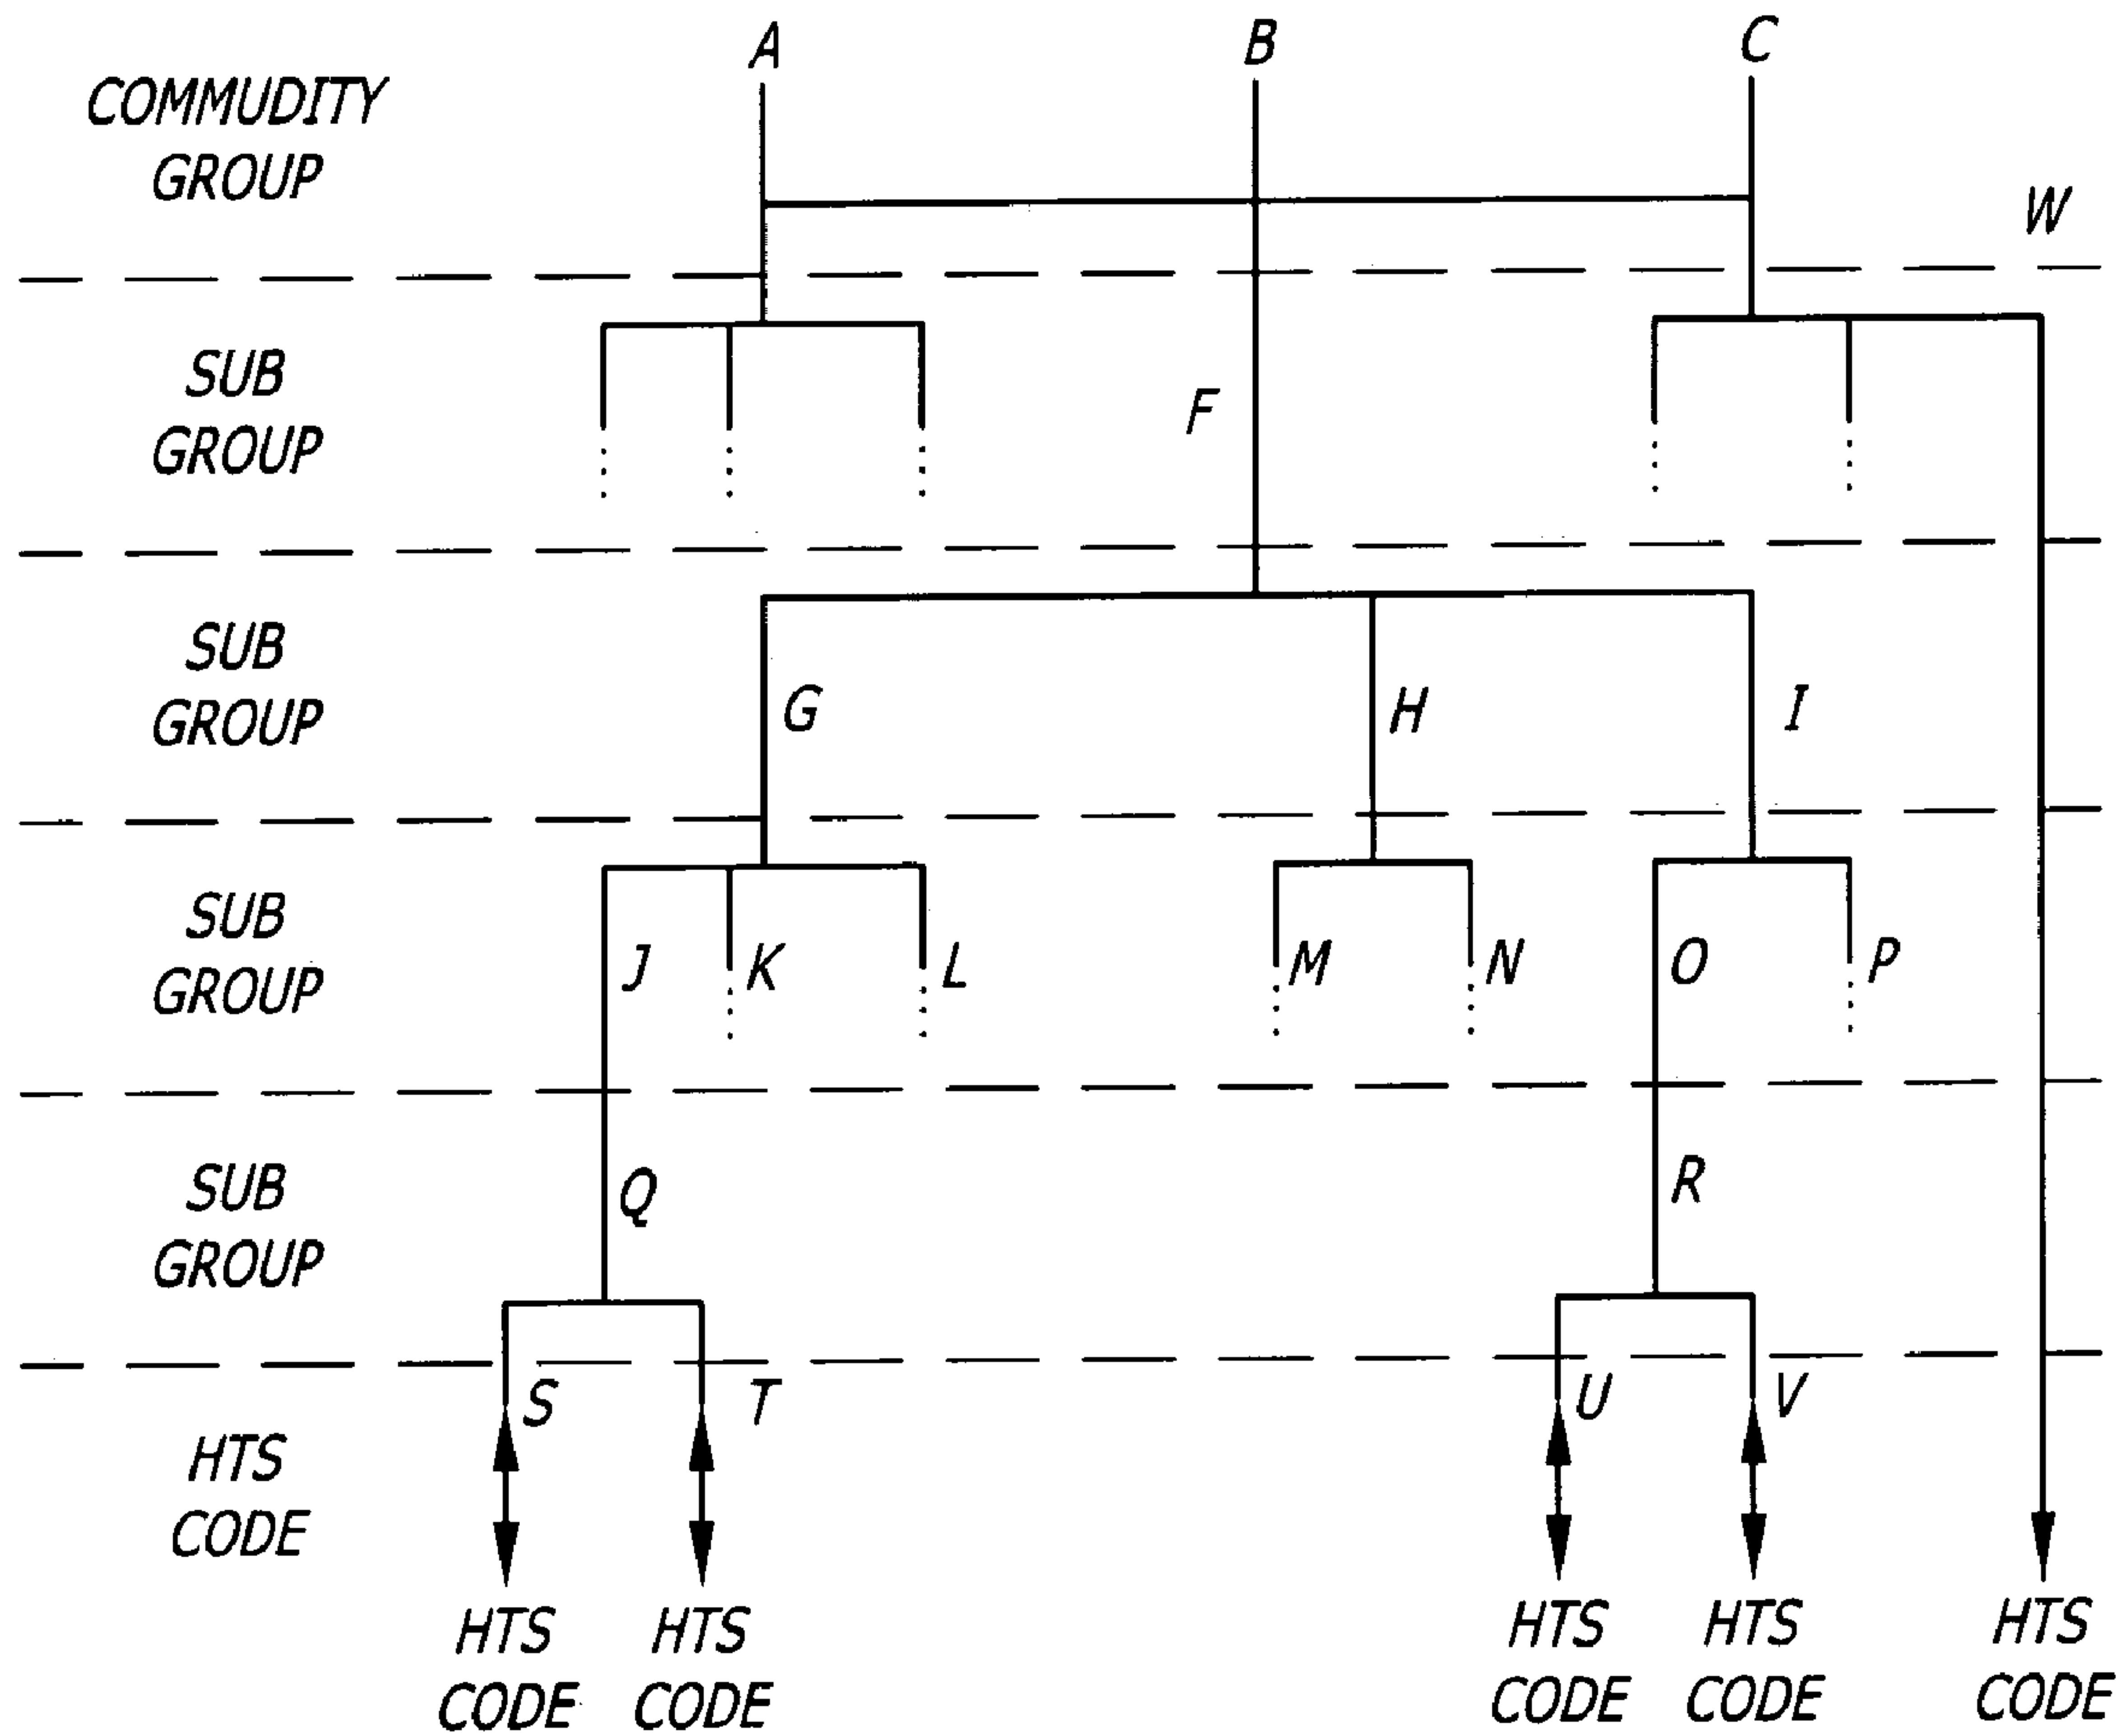 A B C
COMMUDITY
GROUP
W
SUB
GROUP
F
SUB
GROUP
G H I
SUB
GROUP
J K L M N O P
SUB
GROUP
Q R
S T U V
HTS
CODE
HTS HTS HTS HTS HTS
CODE CODE CODE CODE CODE